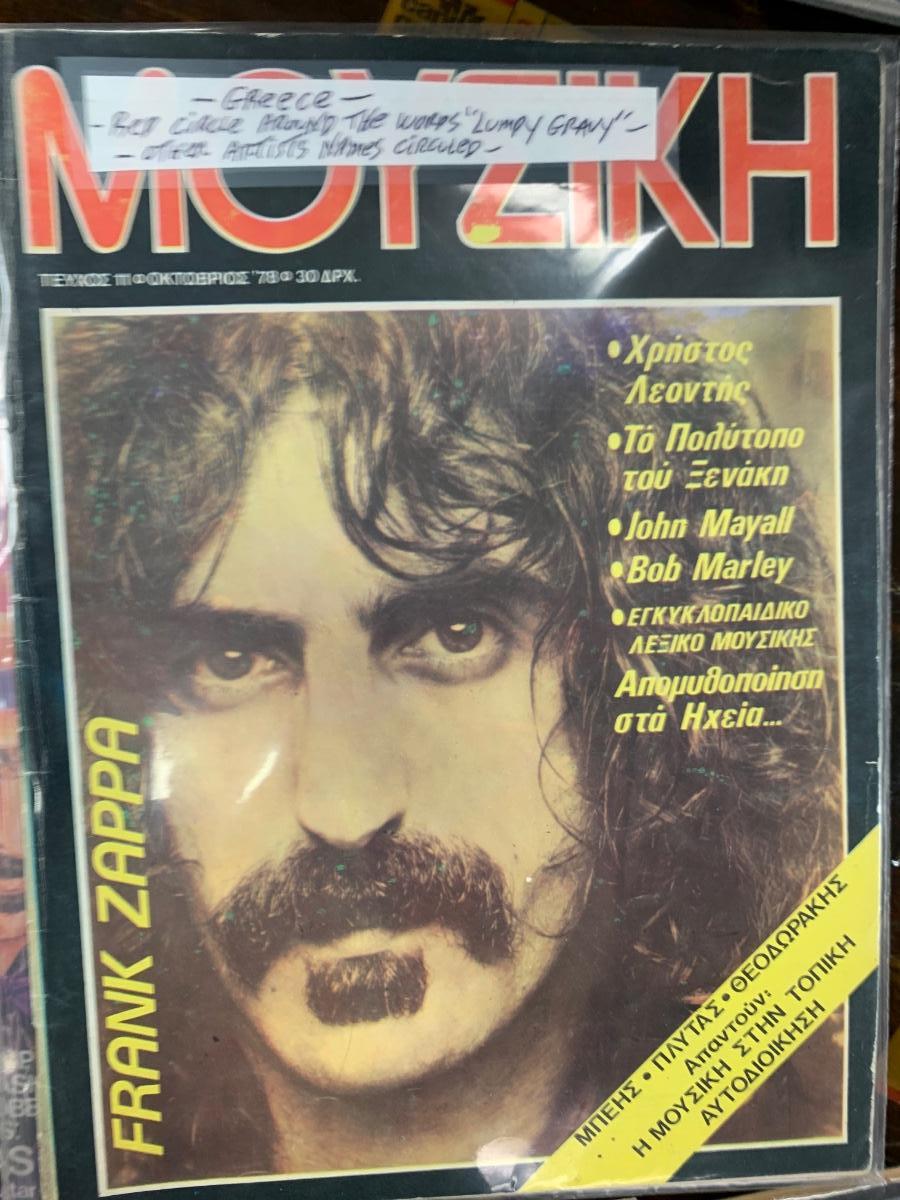 ΜΟΥΣΙΚΗ
- Greece -
- Red circle around the words "Lumpy Gravy" -
- other artists names circled -
ΤΕΥΧΟΣ 11 • ΟΚΤΩΒΡΙΟΣ '78 • 30 ΔΡΧ.
• Χρήστος
Λεοντής
• Τό Πολύτοπο
τού Ξενάκη
• John Mayall
• Bob Marley
• ΕΓΚΥΚΛΟΠΑΙΔΙΚΟ
ΛΕΞΙΚΟ ΜΟΥΣΙΚΗΣ
Απομυθοποίηση
στά Ηχεία...
FRANK ZAPPA
ΜΠΕΗΣ • ΠΛΥΤΑΣ • ΘΕΟΔΩΡΑΚΗΣ
Απαντούν:
Η ΜΟΥΣΙΚΗ ΣΤΗΝ ΤΟΠΙΚΗ
ΑΥΤΟΔΙΟΙΚΗΣΗ